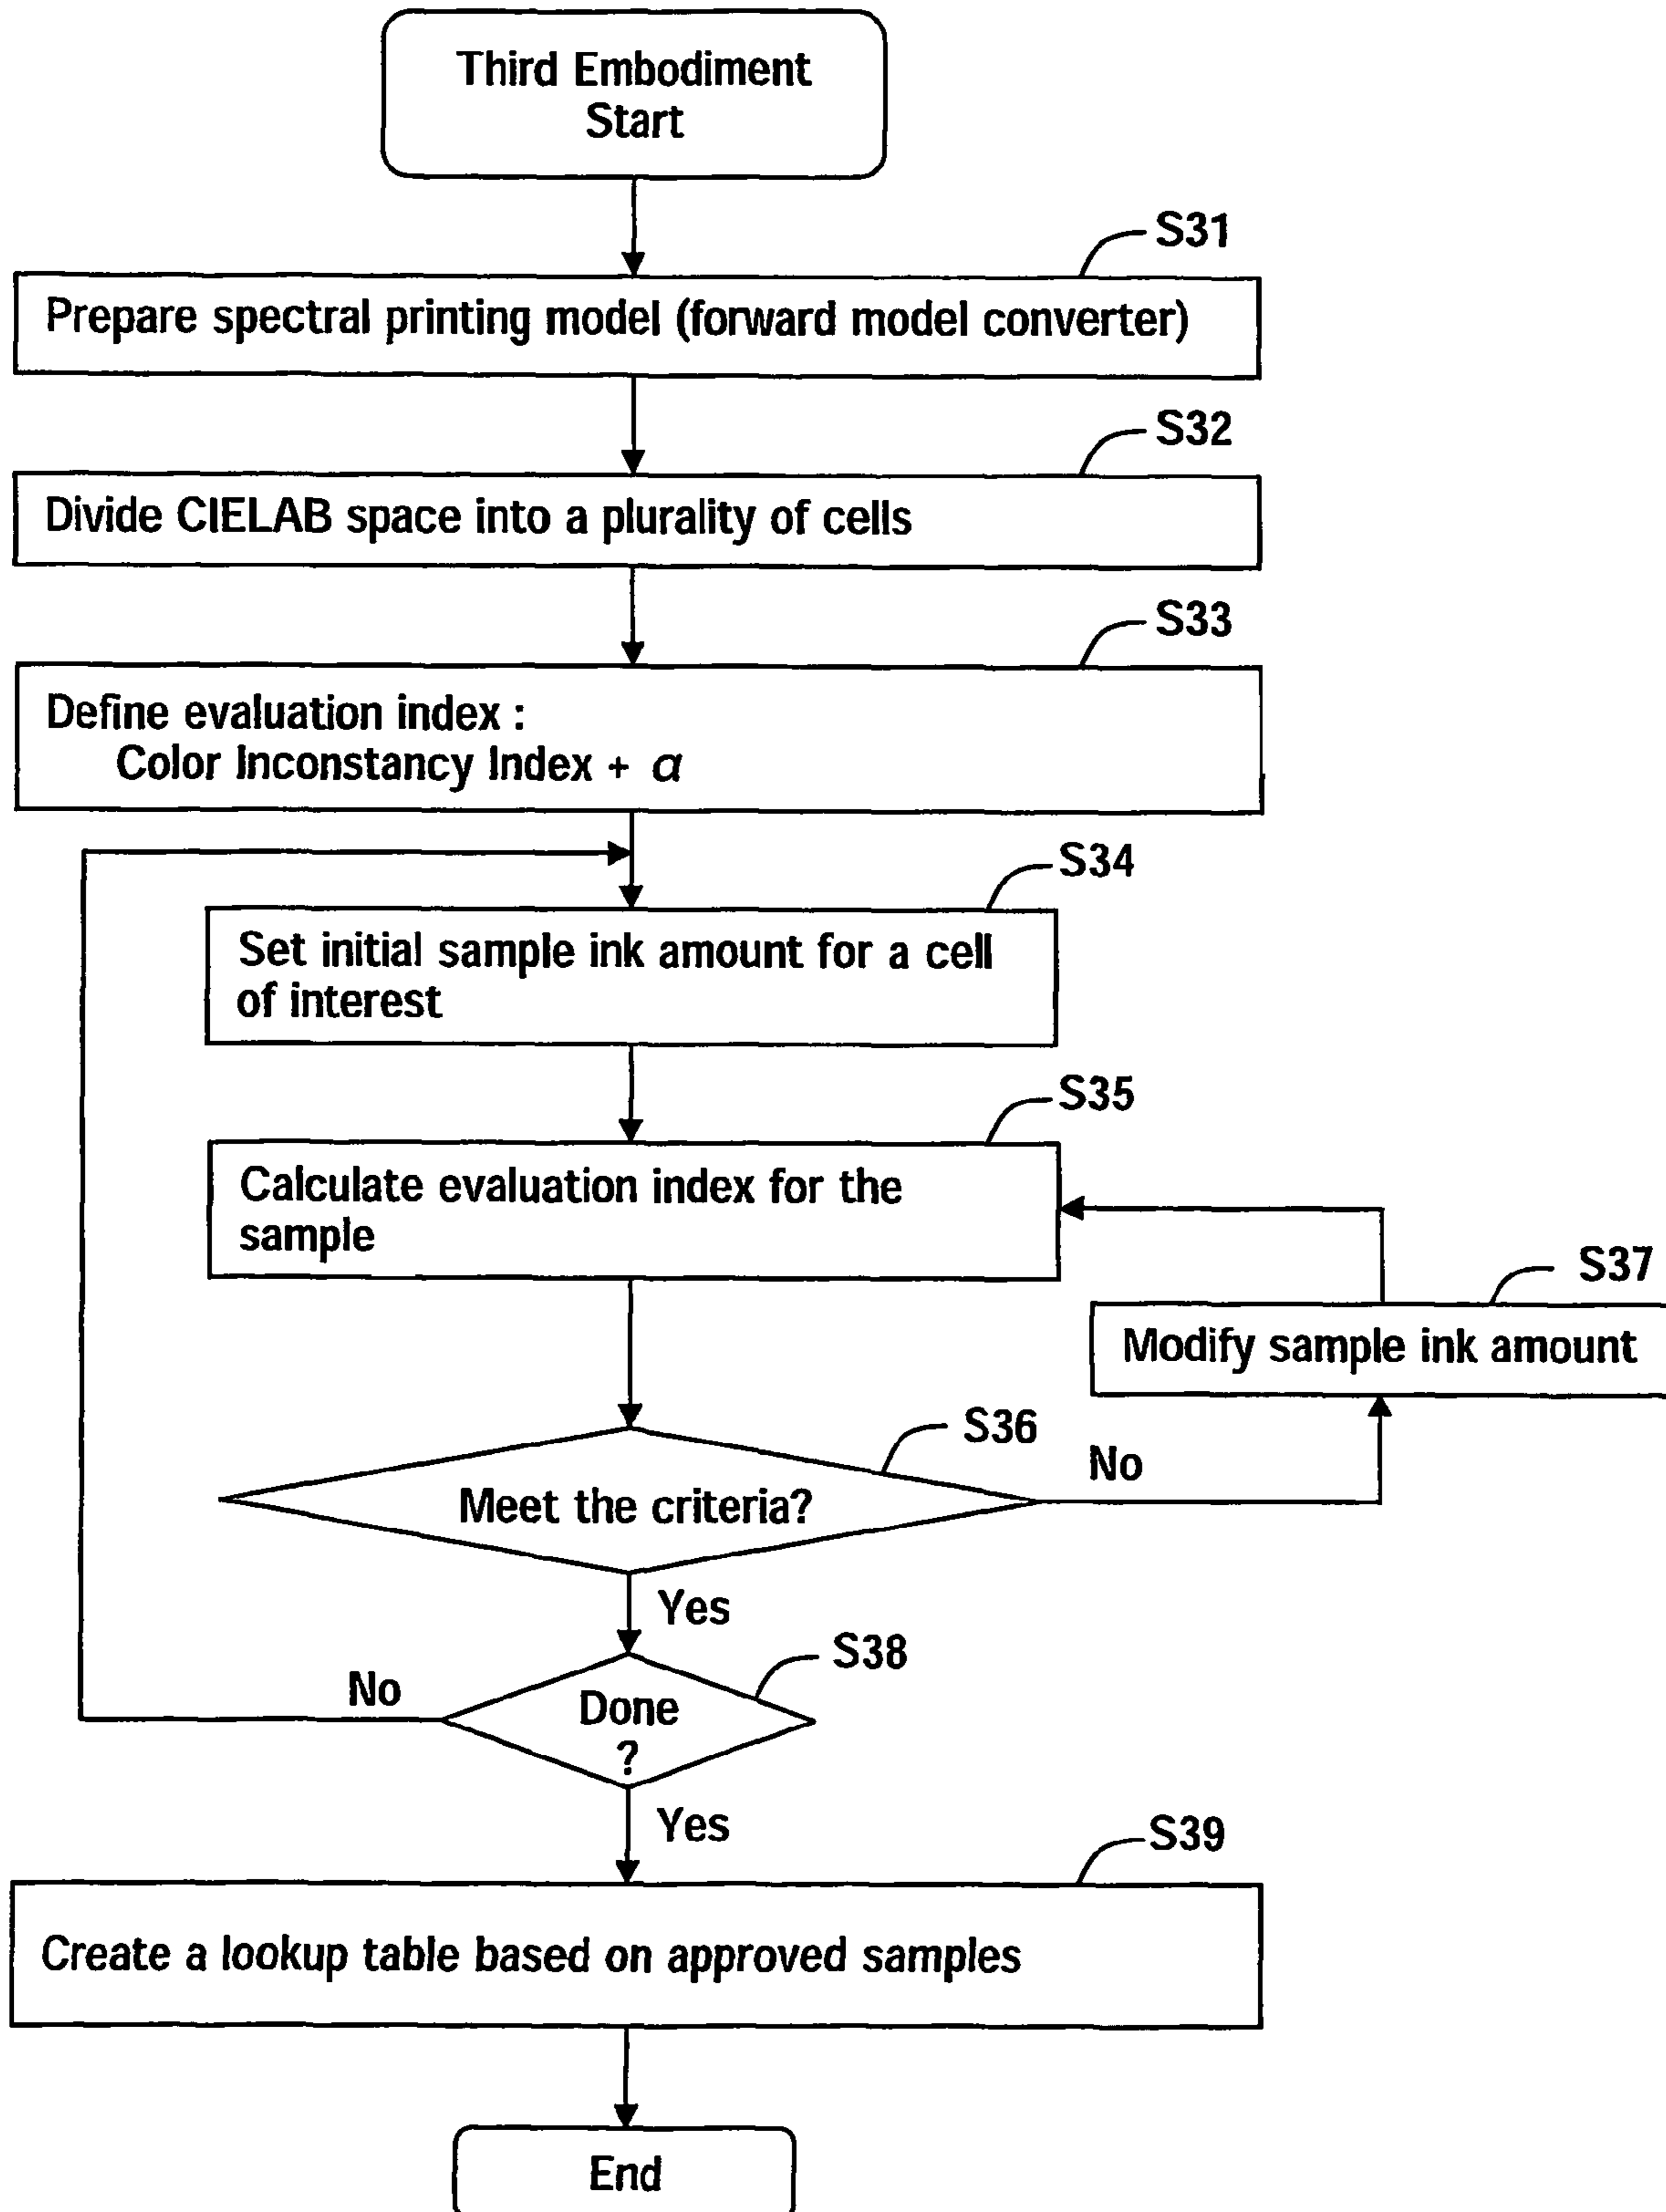 Third Embodiment
Start
S31
Prepare spectral printing model (forward model converter)
S32
Divide CIELAB space into a plurality of cells
S33
Define evaluation index :
Color Inconstancy Index + α
S34
Set initial sample ink amount for a cell
of interest
S35
Calculate evaluation index for the
sample
S37
Modify sample ink amount
S36
Meet the criteria?
No
Yes
S38
No
Done
?
Yes
S39
Create a lookup table based on approved samples
End